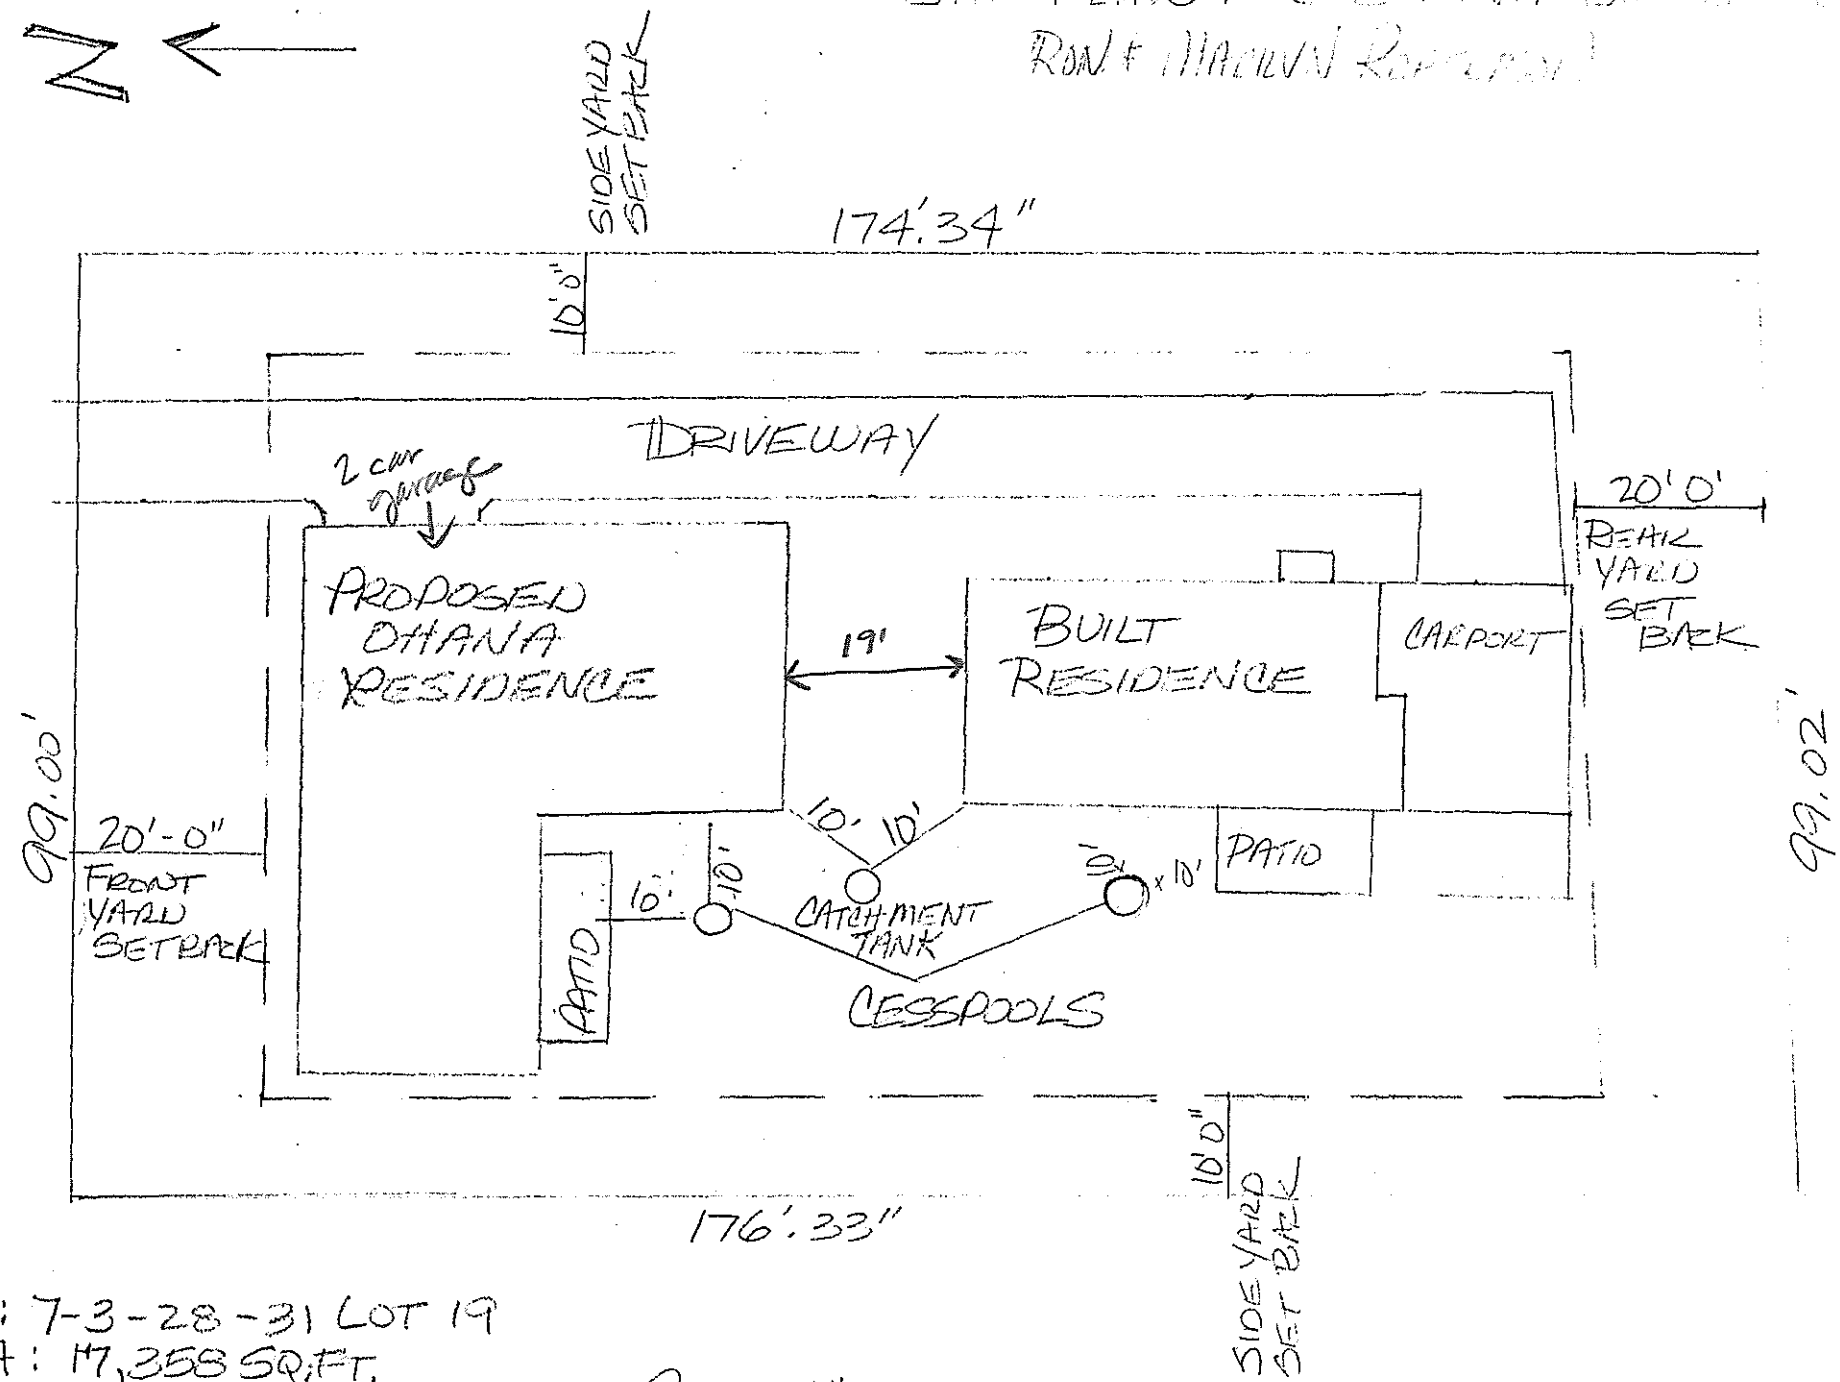 N
RON & MARILYN
SIDE YARD
SETBACK
174'.34"
10'0"
DRIVEWAY
2 car
garage
20' 0'
REAR
YARD
SET
BACK
PROPOSED
OHANA
RESIDENCE
19'
BUILT
RESIDENCE
CARPORT
99.00'
99.02'
20'-0"
FRONT
YARD
SETBACK
10'
10'
10'
10'
PATIO
CATCHMENT
TANK
10'
x 10'
PATIO
CESSPOOLS
10'0"
SIDE YARD
SET BACK
176'.33"
: 7-3-28-31 LOT 19
A: 17,358 SQ.FT.